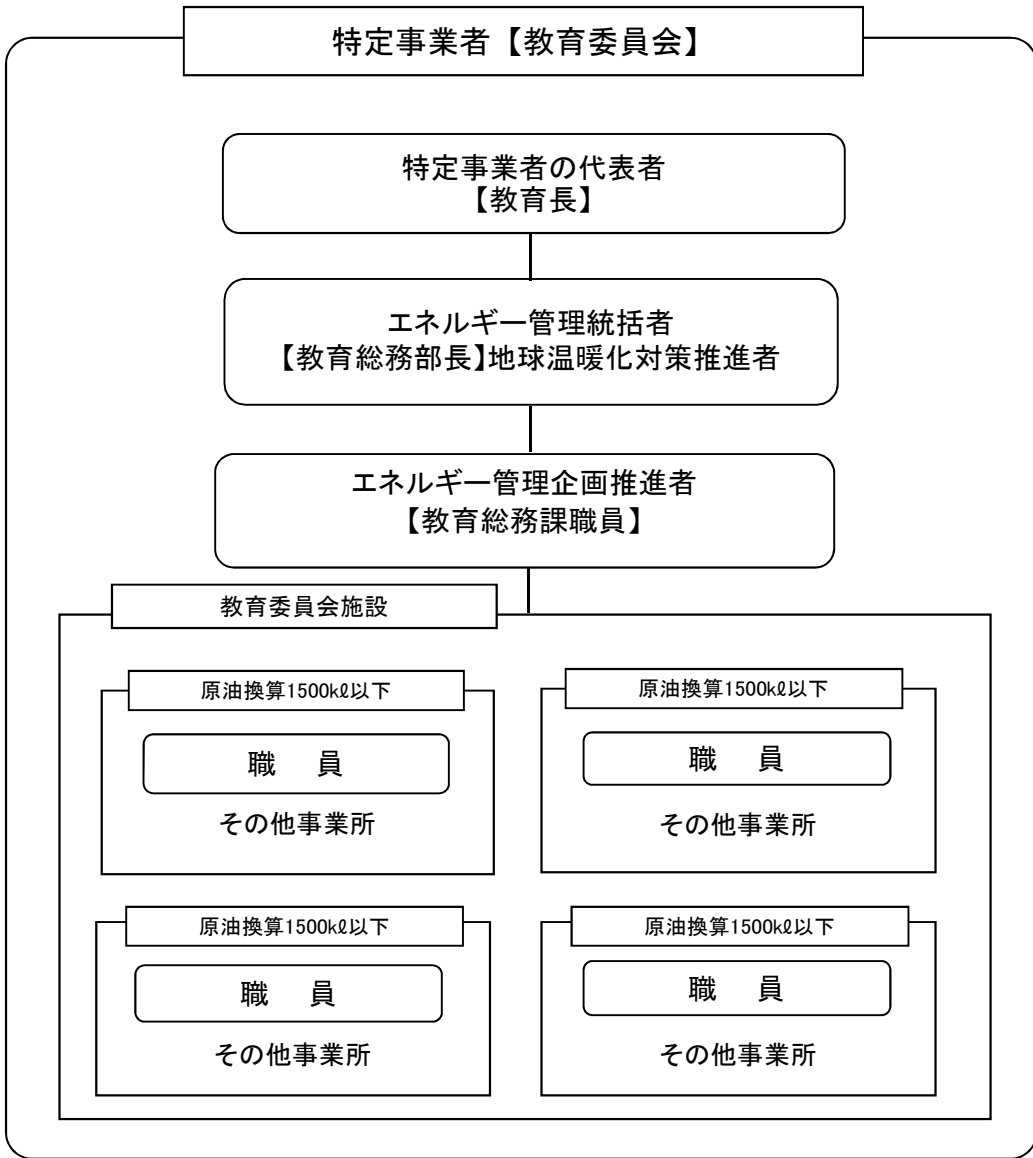 特定事業者【教育委員会】
特定事業者の代表者
【教育長】
エネルギー管理統括者
【教育総務部長】地球温暖化対策推進者
エネルギー管理企画推進者
【教育総務課職員】
教育委員会施設
原油換算1500kℓ以下
職 員
その他事業所
原油換算1500kℓ以下
職 員
その他事業所
原油換算1500kℓ以下
職 員
その他事業所
原油換算1500kℓ以下
職 員
その他事業所